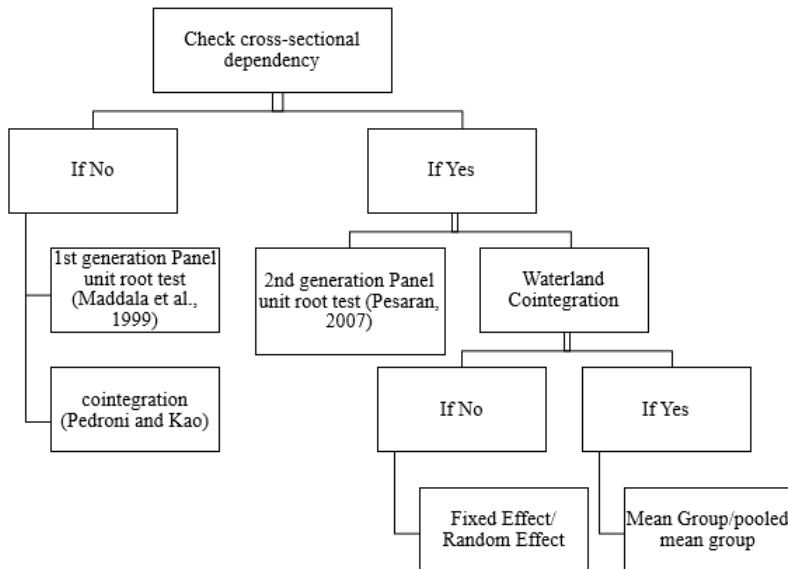 Check cross-sectional
dependency
If No
If Yes
1st generation Panel
unit root test
(Maddala et al.,
1999)
2nd generation Panel
unit root test (Pesaran,
2007)
Waterland
Cointegration
cointegration
(Pedroni and Kao)
If No
If Yes
Fixed Effect/
Random Effect
Mean Group/pooled
mean group